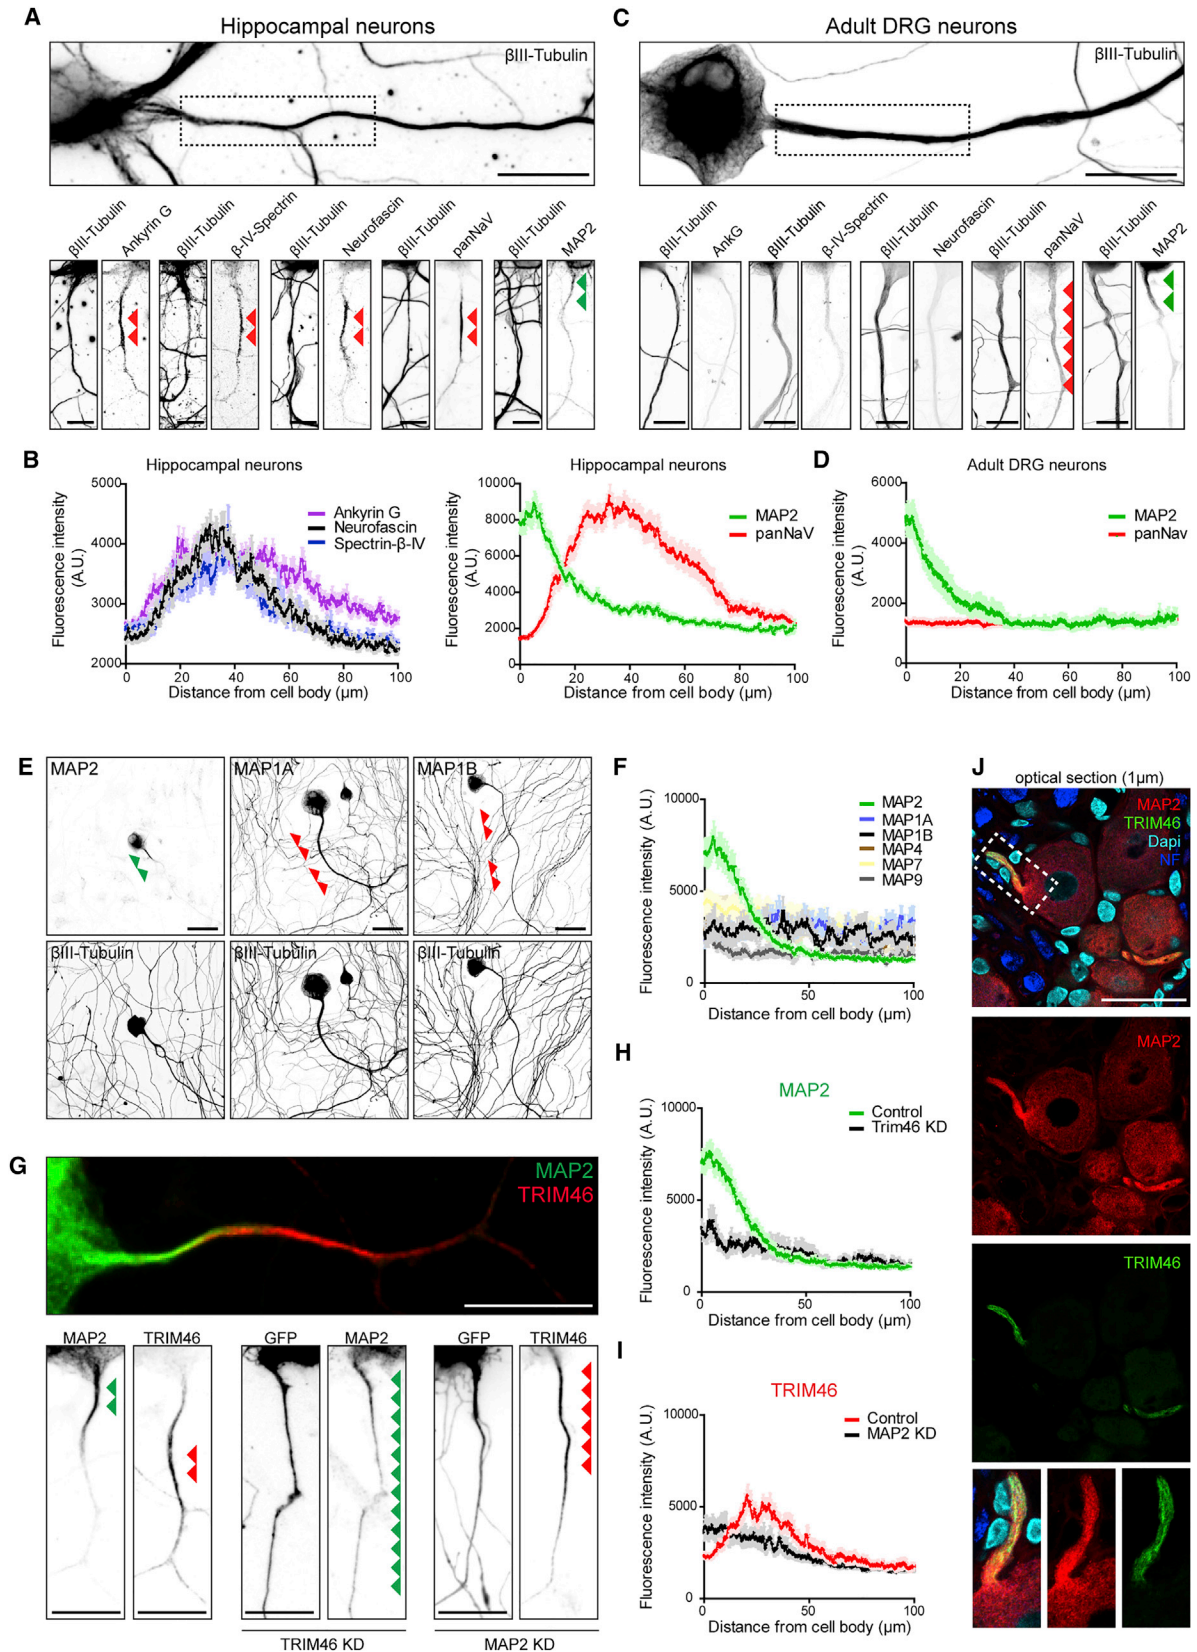 A
Hippocampal neurons
βIII-Tubulin
βIII-Tubulin
Ankyrin G
βIII-Tubulin
β-IV-Spectrin
βIII-Tubulin
Neurofascin
βIII-Tubulin
panNaV
βIII-Tubulin
MAP2
C
Adult DRG neurons
βIII-Tubulin
βIII-Tubulin
AnkG
βIII-Tubulin
β-IV-Spectrin
βIII-Tubulin
Neurofascin
βIII-Tubulin
panNaV
βIII-Tubulin
MAP2
B
Hippocampal neurons
Fluorescence intensity
(A.U.)
5000
4000
3000
2000
0
20
40
60
80
100
Distance from cell body (µm)
Ankyrin G
Neurofascin
Spectrin-β-IV
Hippocampal neurons
Fluorescence intensity
(A.U.)
10000
8000
6000
4000
2000
0
0
20
40
60
80
100
Distance from cell body (µm)
MAP2
panNaV
D
Adult DRG neurons
Fluorescence intensity
(A.U.)
6000
4000
2000
0
0
20
40
60
80
100
Distance from cell body (µm)
MAP2
panNav
E
MAP2
MAP1A
MAP1B
βIII-Tubulin
βIII-Tubulin
βIII-Tubulin
F
Fluorescence intensity (A.U.)
10000
5000
0
0
50
100
Distance from cell body (µm)
MAP2
MAP1A
MAP1B
MAP4
MAP7
MAP9
G
MAP2
TRIM46
MAP2
TRIM46
GFP
MAP2
GFP
TRIM46
TRIM46 KD
MAP2 KD
H
MAP2
Fluorescence intensity (A.U.)
10000
5000
0
0
50
100
Distance from cell body (µm)
Control
Trim46 KD
I
TRIM46
Fluorescence intensity (A.U.)
10000
5000
0
0
50
100
Distance from cell body (µm)
Control
MAP2 KD
J
optical section (1µm)
MAP2
TRIM46
Dapi
NF
MAP2
TRIM46